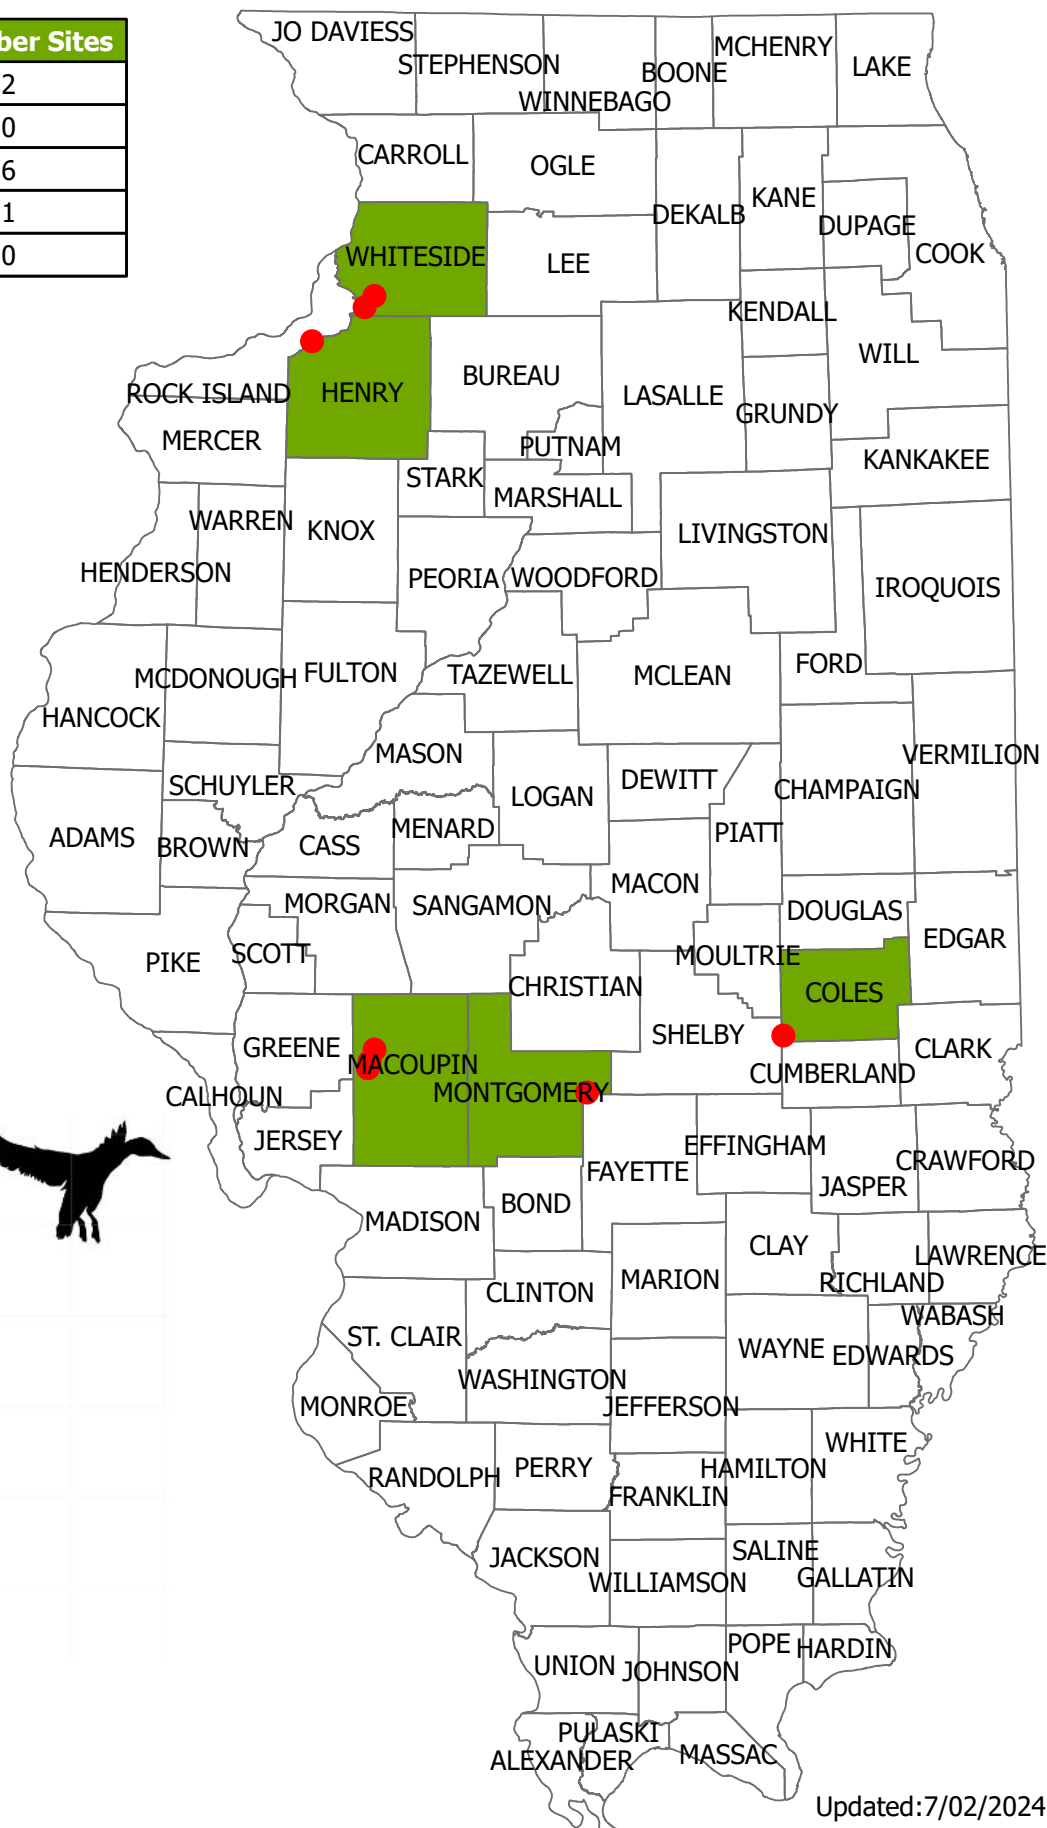 ber Sites
2
0
6
1
0
JO DAVIESS
STEPHENSON
WINNEBAGO
BOONE
MCHENRY
LAKE
CARROLL
OGLE
DEKALB
KANE
DUPAGE
COOK
WHITESIDE
LEE
KENDALL
WILL
ROCK ISLAND
HENRY
BUREAU
LASALLE
GRUNDY
MERCER
PUTNAM
KANKAKEE
STARK
MARSHALL
WARREN
KNOX
LIVINGSTON
HENDERSON
PEORIA
WOODFORD
IROQUOIS
MCDONOUGH
FULTON
TAZEWELL
MCLEAN
FORD
HANCOCK
MASON
VERMILION
SCHUYLER
LOGAN
DEWITT
CHAMPAIGN
ADAMS
BROWN
CASS
MENARD
PIATT
MORGAN
SANGAMON
MACON
DOUGLAS
PIKE
SCOTT
MOULTRIE
EDGAR
CHRISTIAN
COLES
GREENE
MACOUPIN
SHELBY
CLARK
CALHOUN
MONTGOMERY
CUMBERLAND
JERSEY
FAYETTE
EFFINGHAM
JASPER
CRAWFORD
MADISON
BOND
CLAY
RICHLAND
LAWRENCE
CLINTON
MARION
WABASH
ST. CLAIR
WAYNE
EDWARDS
WASHINGTON
MONROE
JEFFERSON
WHITE
RANDOLPH
PERRY
HAMILTON
FRANKLIN
JACKSON
WILLIAMSON
SALINE
GALLATIN
UNION
JOHNSON
POPE
HARDIN
PULASKI
ALEXANDER
MASSAC
Updated:7/02/2024